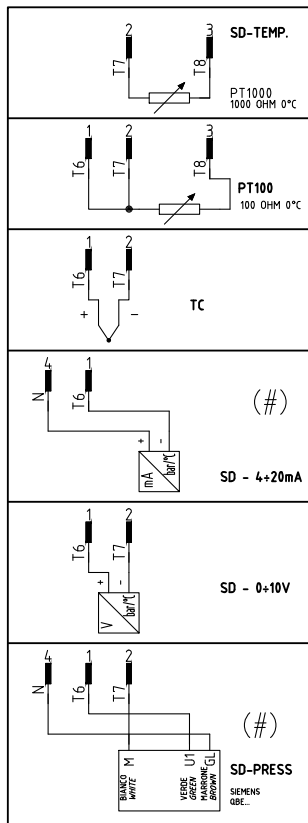 2 3 SD-TEMP.
T7 T8
PT1000
1000 OHM 0°C
1 2 3
T6 T7 T8
PT100
100 OHM 0°C
1 2
T6 T7
+ -
TC
4 1
N T6
(#)
+ -
mA bar/°C
SD - 4÷20mA
1 2
T6 T7
+ -
V bar/°C
SD - 0÷10V
4 1 2
N T6 T7
(#)
M U1 GL
BIANCO VERDE MARRONE
WHITE GREEN BROWN
SD-PRESS
SIEMENS
QBE...